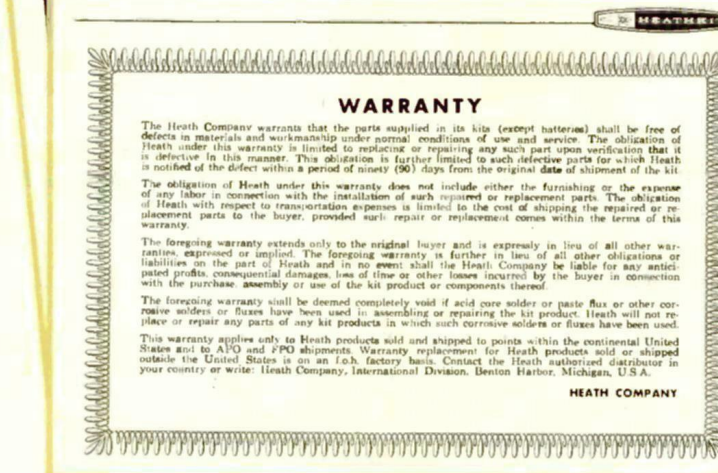 HEATHKI
WARRANTY
The Heath Company warrants that the parts supplied in its kits (except batteries) shall be free of
defects in materials and workmanship under normal conditions of use and service. The obligation of
Heath under this warranty is limited to replacing or repairing any such part upon verification that it
is defective in this manner. This obligation is further limited to such defective parts for which Heath
is notified of the defect within a period of ninety (90) days from the original date of shipment of the kit.
The obligation of Heath under this warranty does not include either the furnishing or the expense
of any labor in connection with the installation of such repaired or replacement parts. The obligation
of Heath with respect to transportation expenses is limited to the cost of shipping the repaired or re-
placement parts to the buyer, provided such repair or replacement comes within the terms of this
warranty.
The foregoing warranty extends only to the original buyer and is expressly in lieu of all other war-
ranties, expressed or implied. The foregoing warranty is further in lieu of all other obligations or
liabilities on the part of Heath and in no event shall the Heath Company be liable for any antici-
pated profits, consequential damages, loss of time or other losses incurred by the buyer in connection
with the purchase, assembly or use of the kit product or components thereof.
The foregoing warranty shall be deemed completely void if acid core solder or paste flux or other cor-
rosive solders or fluxes have been used in assembling or repairing the kit product. Heath will not re-
place or repair any parts of any kit products in which such corrosive solders or fluxes have been used.
This warranty applies only to Heath products sold and shipped to points within the continental United
States and to APO and FPO shipments. Warranty replacement for Heath products sold or shipped
outside the United States is on an f.o.b. factory basis. Contact the Heath authorized distributor in
your country or write: Heath Company, International Division, Benton Harbor, Michigan, U.S.A.
HEATH COMPANY